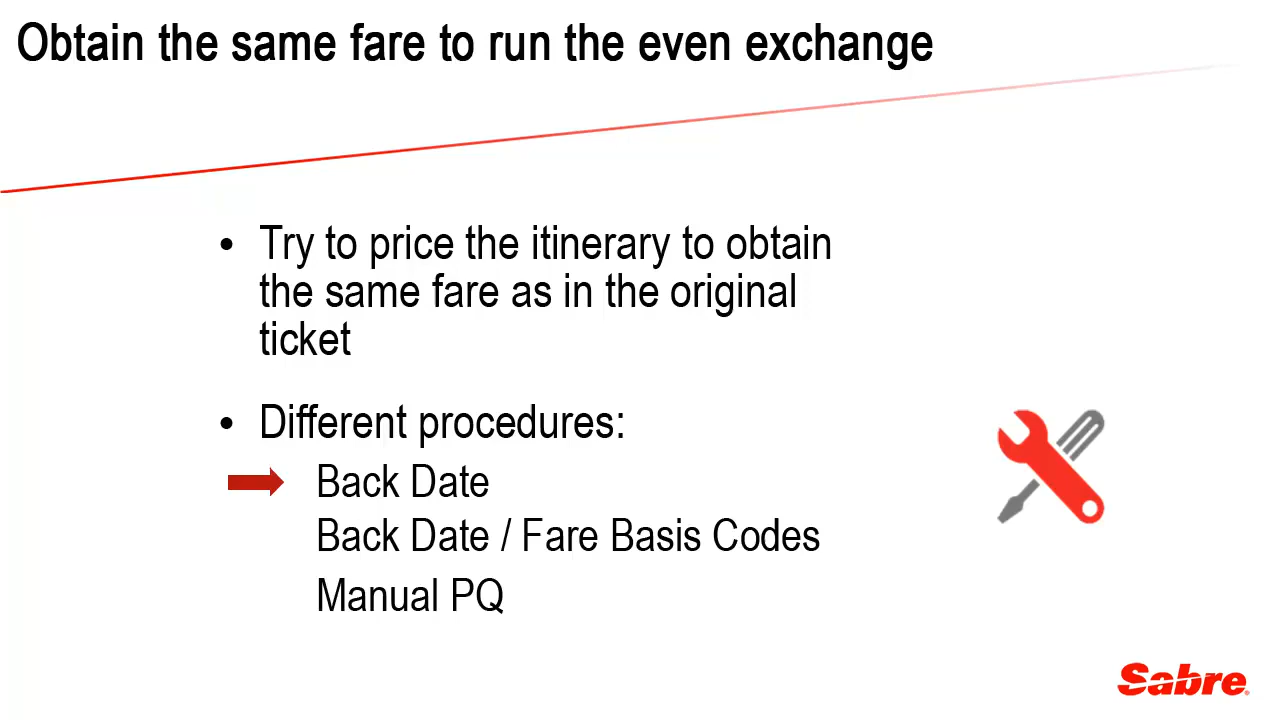 Obtain the same fare to run the even exchange
• Try to price the itinerary to obtain
the same fare as in the original
ticket
• Different procedures:
Back Date
Back Date / Fare Basis Codes
Manual PQ
Sabre